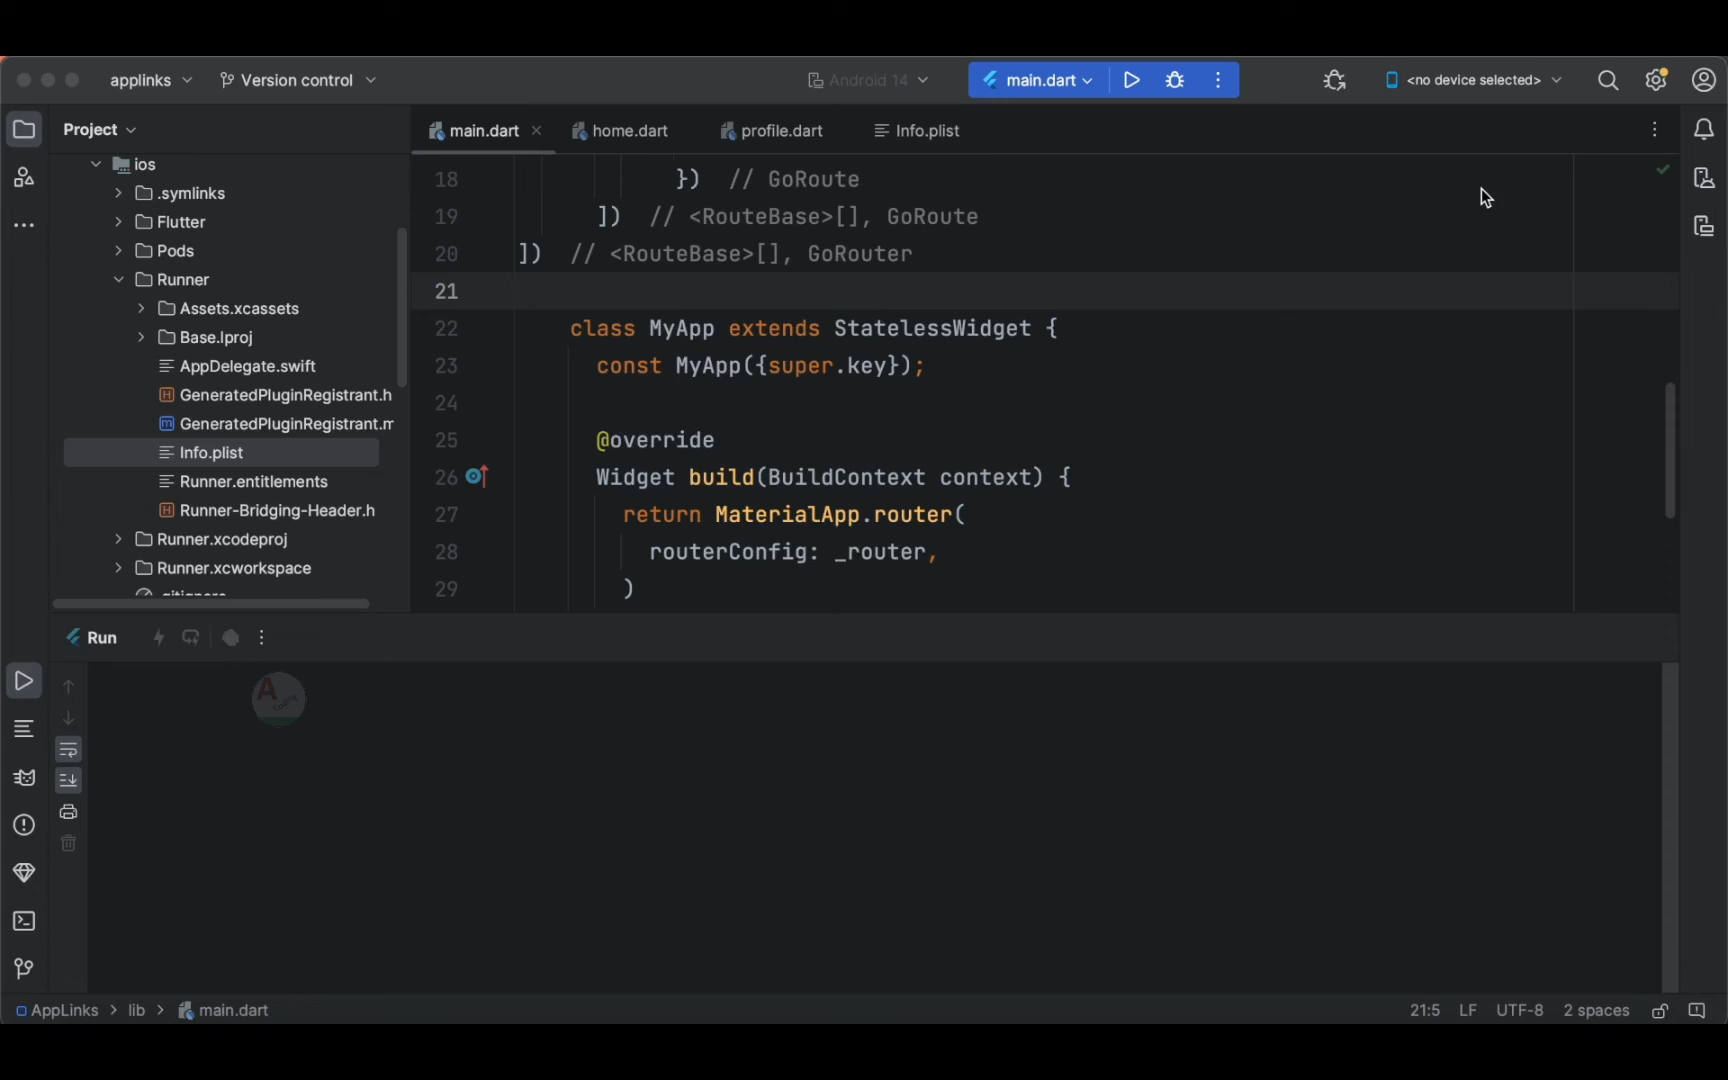 applinks
Version control
Android 14
main.dart
<no device selected>
Project
main.dart
home.dart
profile.dart
Info.plist
ios
.symlinks
Flutter
Pods
Runner
Assets.xcassets
Base.lproj
AppDelegate.swift
GeneratedPluginRegistrant.h
GeneratedPluginRegistrant.m
Info.plist
Runner.entitlements
Runner-Bridging-Header.h
Runner.xcodeproj
Runner.xcworkspace
.gitignore
18 }) // GoRoute
19 ]) // <RouteBase>[], GoRoute
20 ]) // <RouteBase>[], GoRouter
21
22 class MyApp extends StatelessWidget {
23 const MyApp({super.key});
24
25 @override
26 Widget build(BuildContext context) {
27 return MaterialApp.router(
28 routerConfig: _router,
29 )
Run
A
AppLinks > lib > main.dart
21:5 LF UTF-8 2 spaces